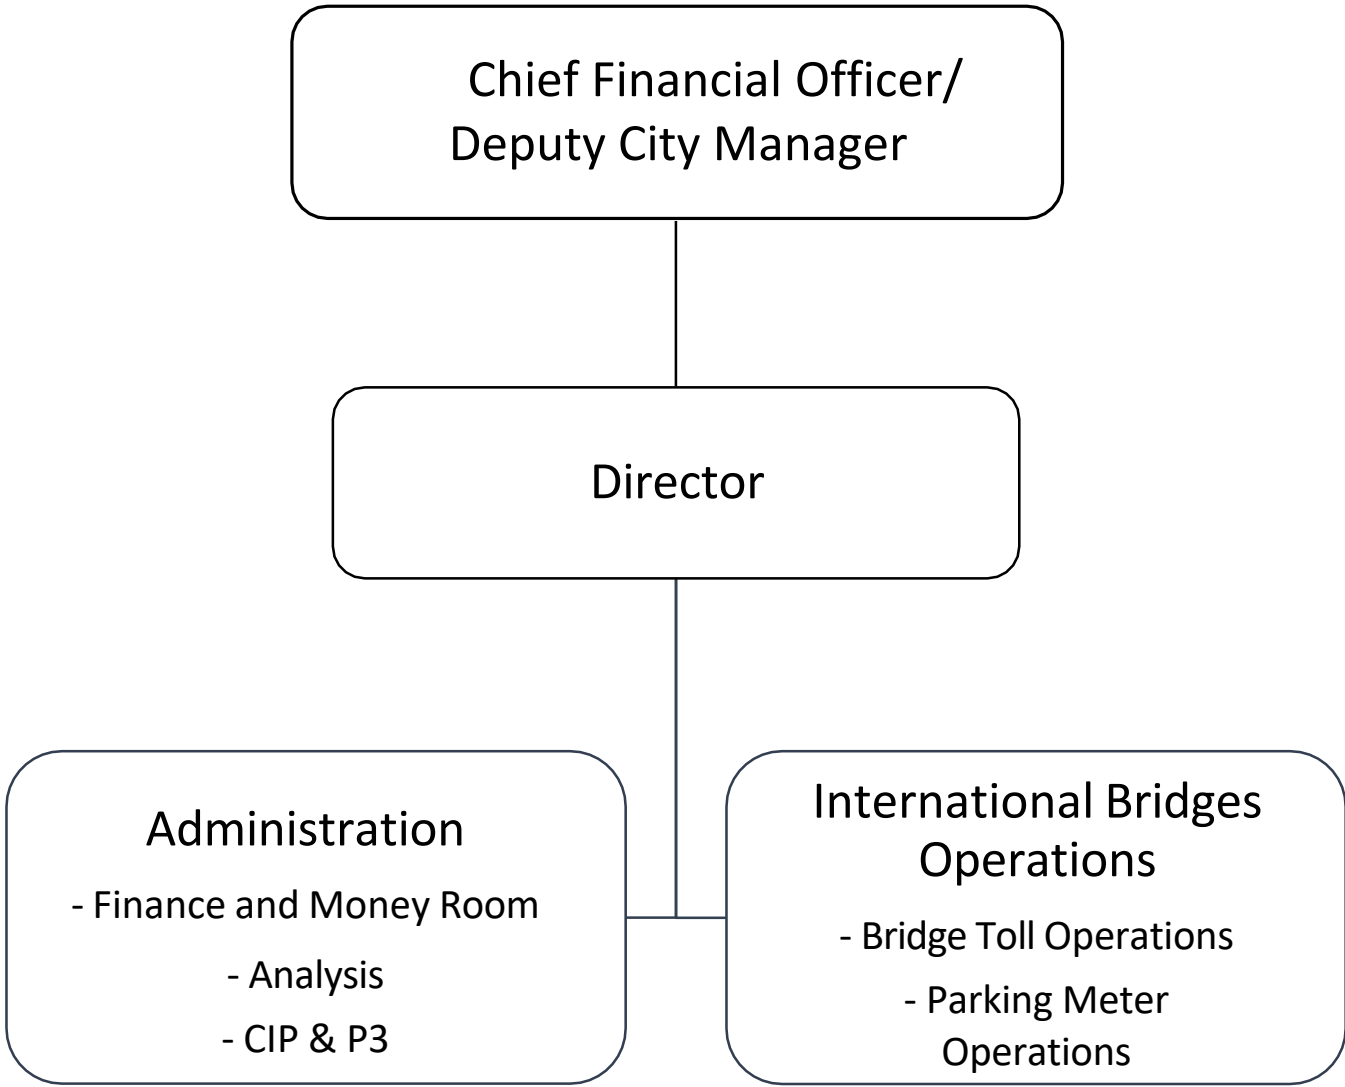 Chief Financial Officer/
Deputy City Manager
Director
Administration
- Finance and Money Room
- Analysis
- CIP & P3
International Bridges
Operations
- Bridge Toll Operations
- Parking Meter
Operations